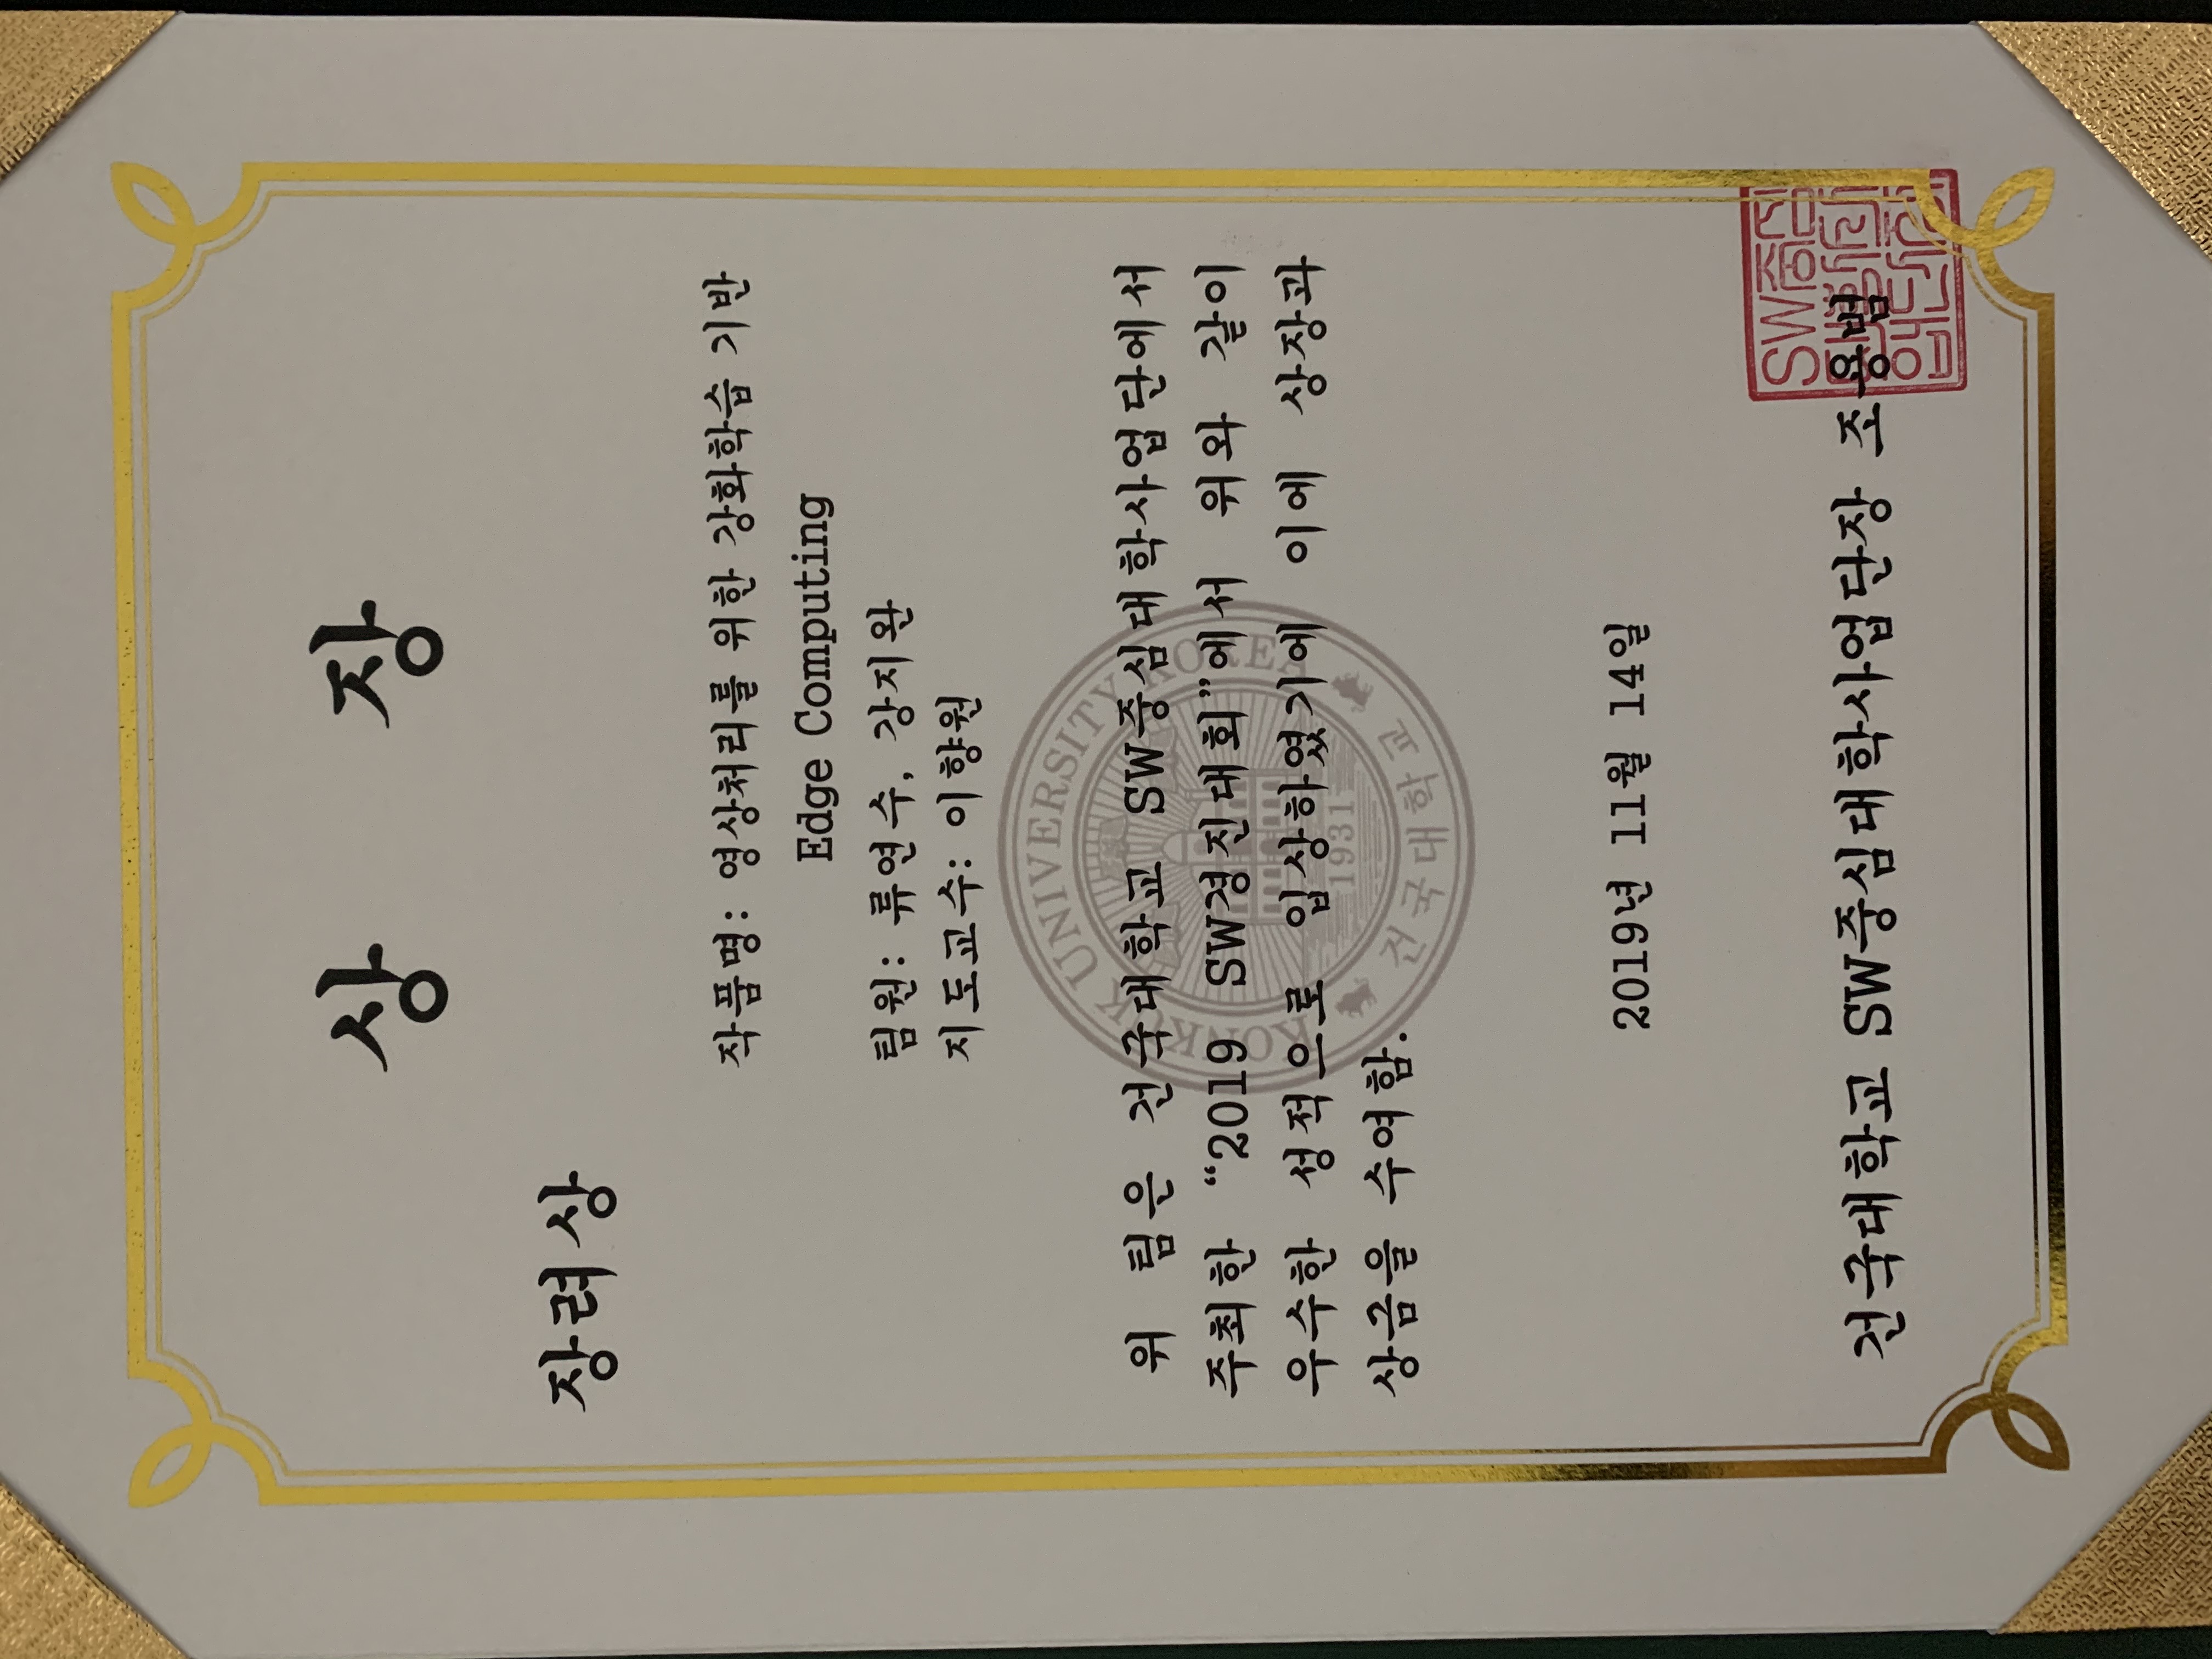 상 장
장려상
작품명: 영상처리를 위한 강화학습 기반
Edge Computing
팀원: 류연수, 강지완
지도교수: 이향원
KONKUK UNIVERSITY KOREA
위 팀은 건국대학교 SW중심대학사업단에서
주최한 “2019 SW경진대회”에서 위와 같이
우수한 성적으로 입상하였기에 이에 상장과
1931
상금을 수여함.
건국대학교
2019년 11월 14일
건국대학교 SW중심대학사업단장 조용범
SW중심